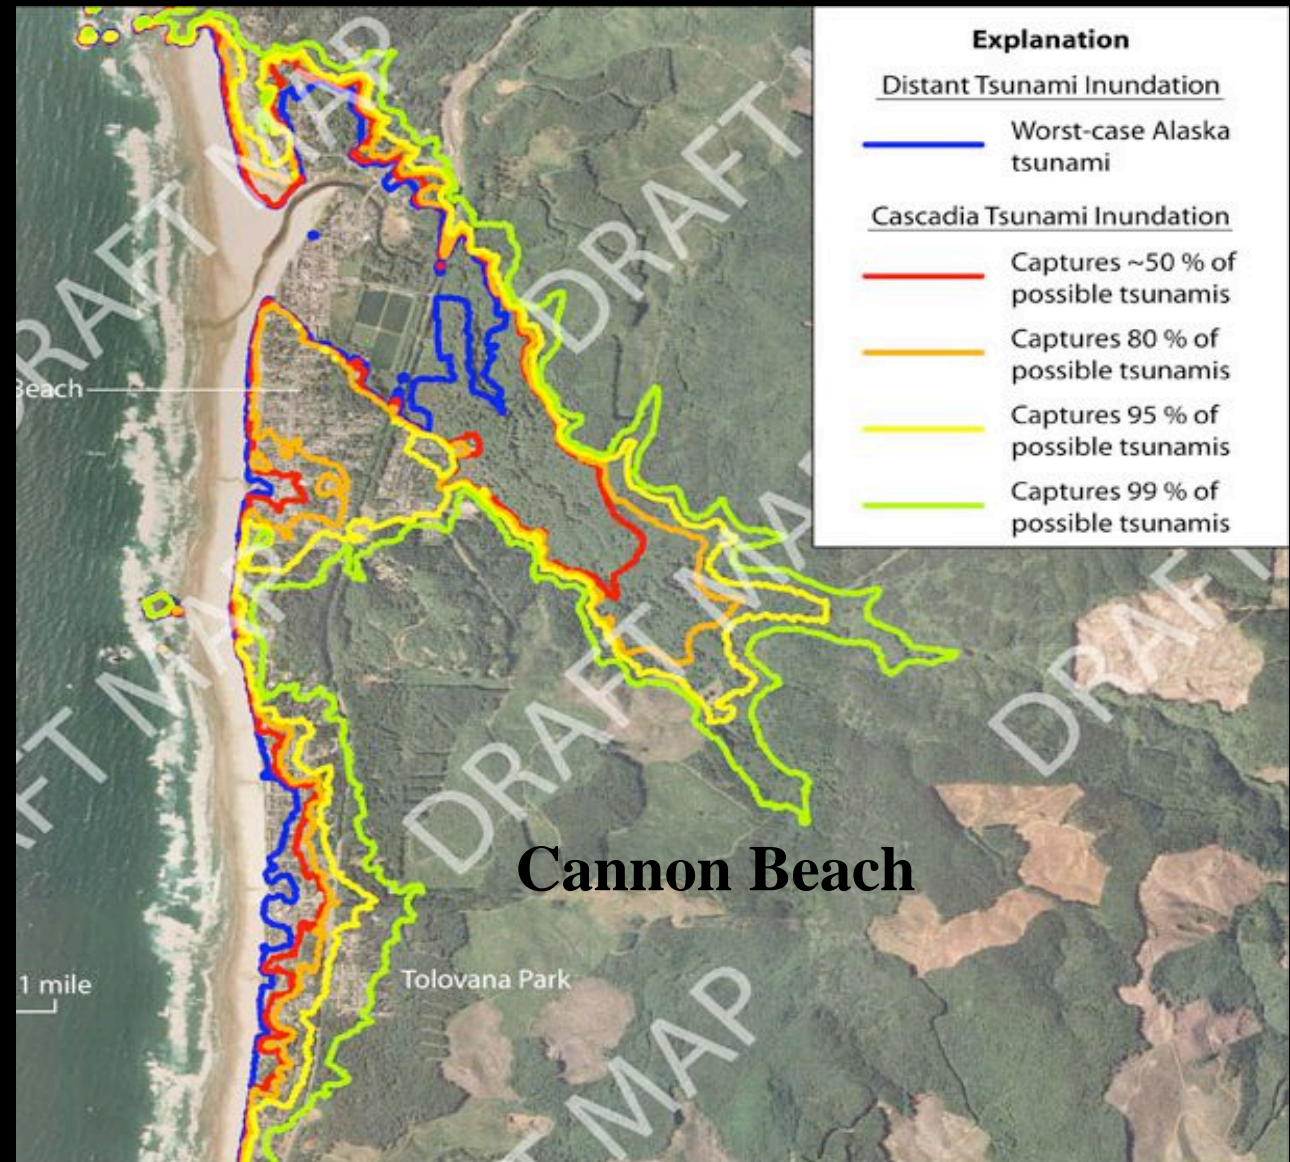 Explanation
Distant Tsunami Inundation
Worst-case Alaska
tsunami
Cascadia Tsunami Inundation
Captures ~50 % of
possible tsunamis
Captures 80 % of
possible tsunamis
Captures 95 % of
possible tsunamis
Captures 99 % of
possible tsunamis
DRAFT MAP
DRAFT
DRAFT MAP
Beach
DRAFT MAP
DRAFT
Cannon Beach
Tolovana Park
1 mile
MAP